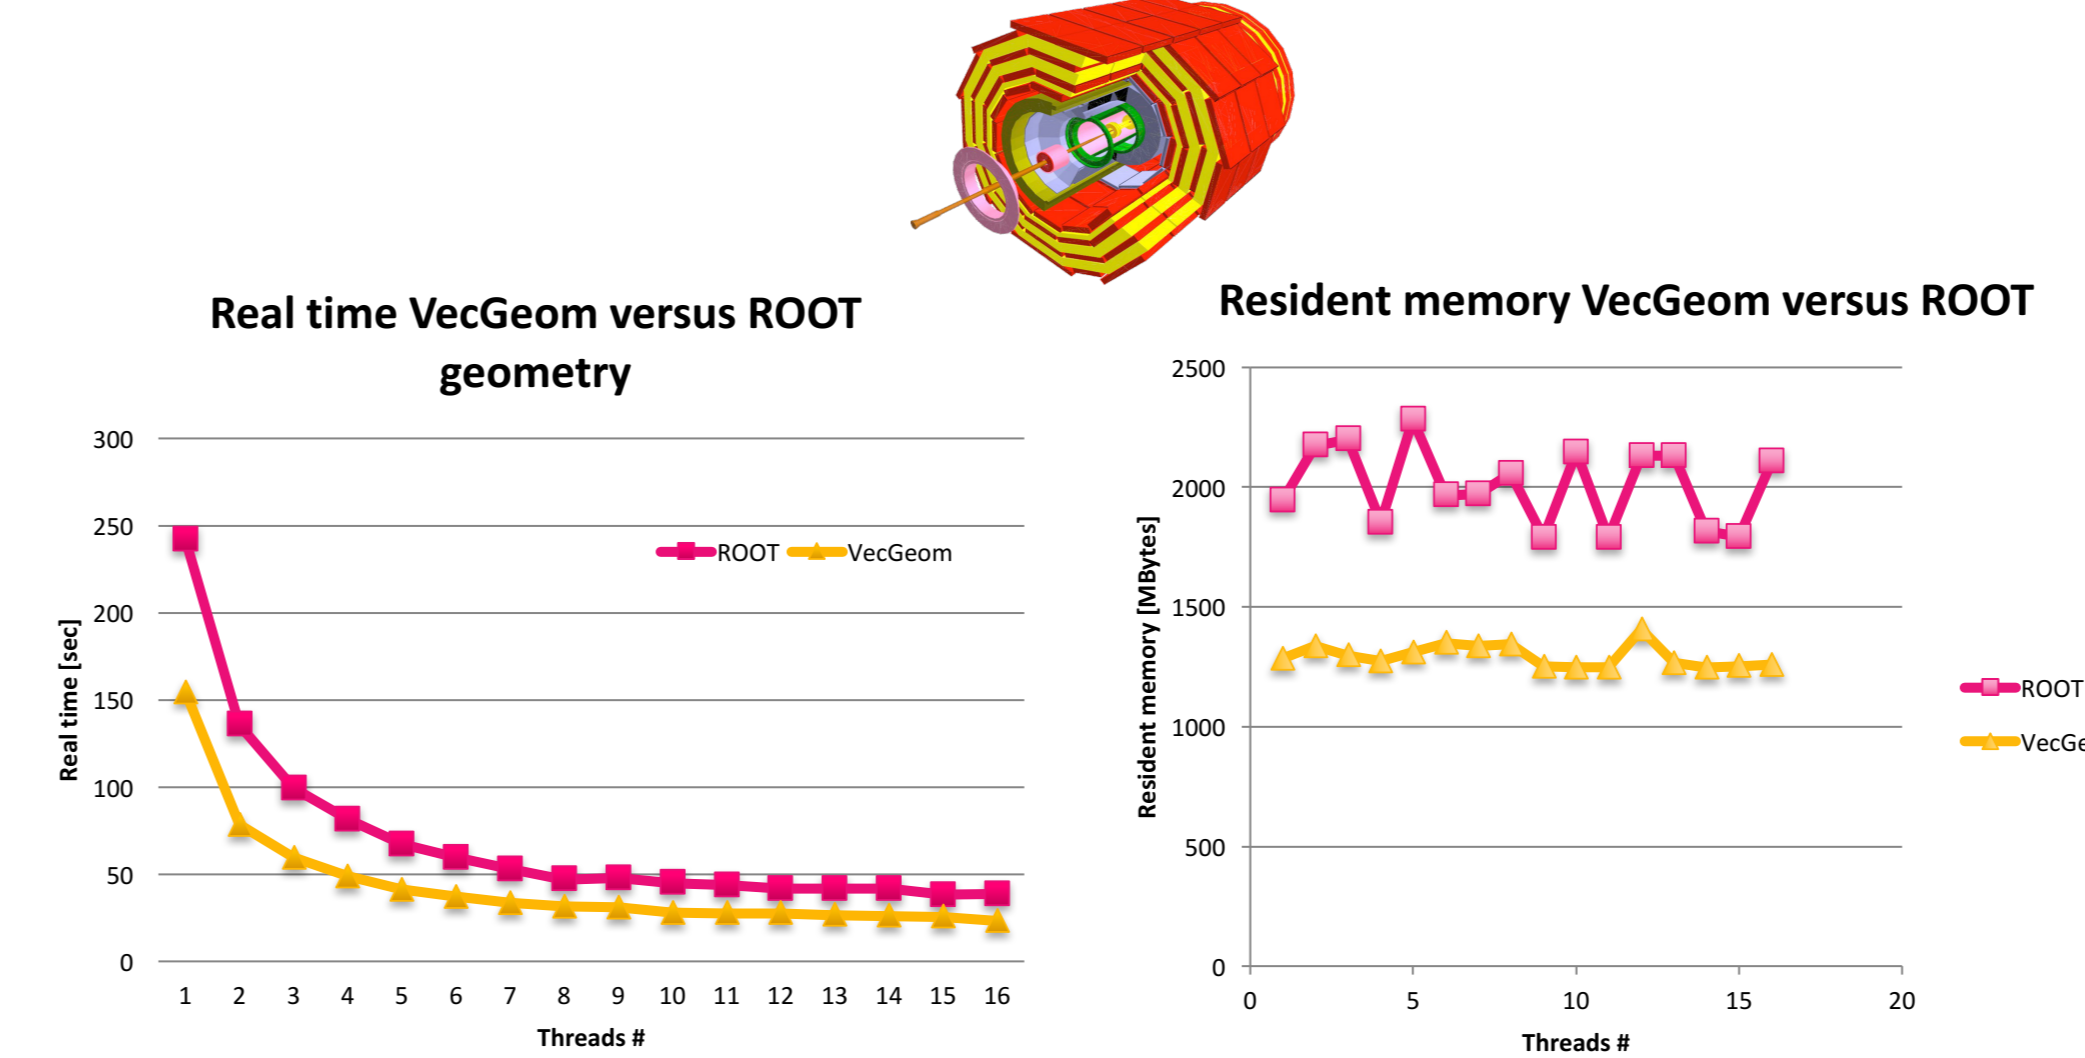 Real time VecGeom versus ROOT
geometry
300
250
200
150
100
50
0
Real time [sec]
ROOT VecGeom
1 2 3 4 5 6 7 8 9 10 11 12 13 14 15 16
Threads #
Resident memory VecGeom versus ROOT
2500
2000
1500
1000
500
0
Resident memory [MBytes]
0 5 10 15 20
Threads #
ROOT
VecGe